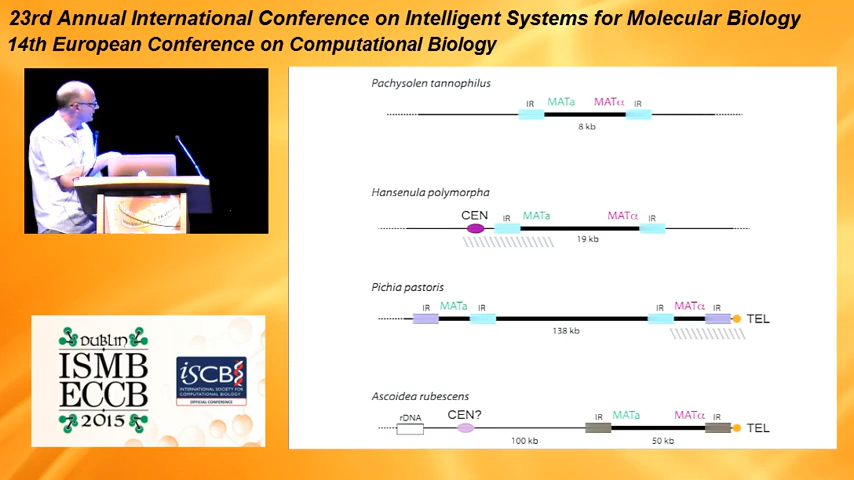 23rd Annual International Conference on Intelligent Systems for Molecular Biology
14th European Conference on Computational Biology
Pachysolen tannophilus
IR MATa MATα IR
8 kb
Hansenula polymorpha
CEN IR MATa MATα IR
19 kb
Pichia pastoris
IR MATa IR IR MATα IR
TEL
138 kb
Ascoidea rubescens
rDNA CEN? IR MATa MATα IR
TEL
100 kb 50 kb
DUBLIN
ISMB
ECCB
2015
ISCB
INTERNATIONAL SOCIETY FOR
COMPUTATIONAL BIOLOGY
OFFICIAL CONFERENCE